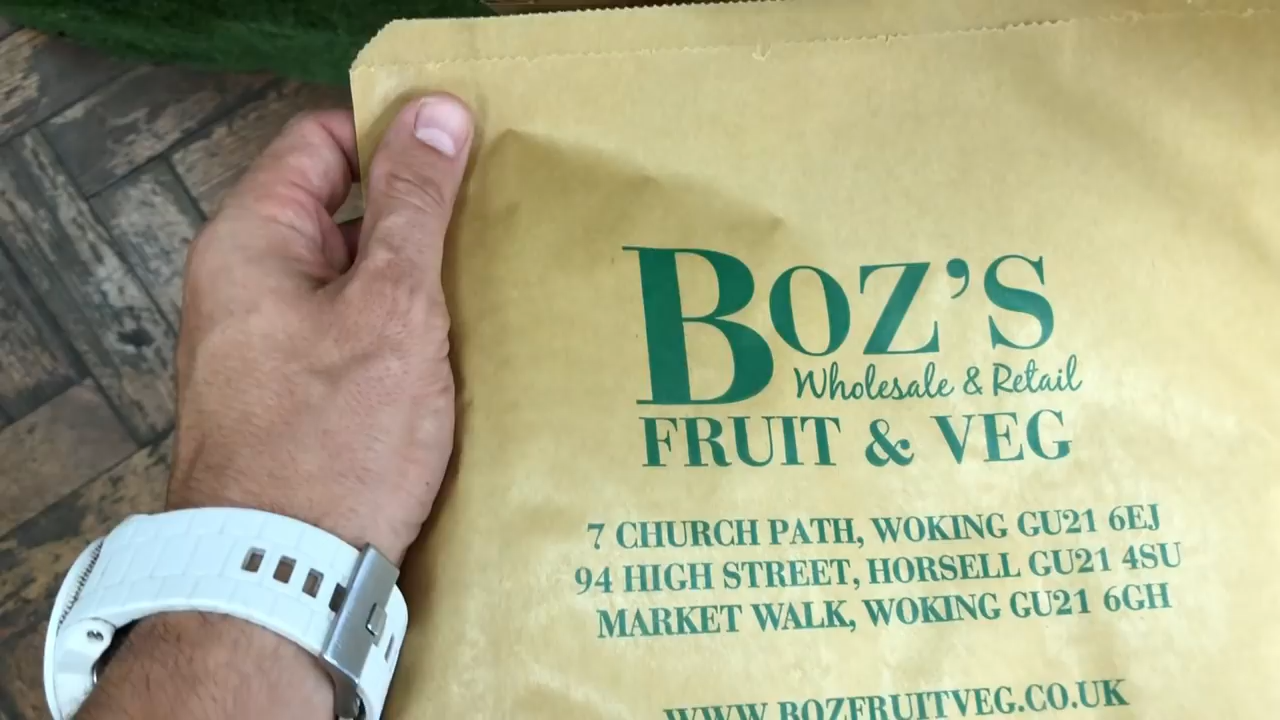 BOZ'S
Wholesale & Retail
FRUIT & VEG
7 CHURCH PATH, WOKING GU21 6EJ
94 HIGH STREET, HORSELL GU21 4SU
MARKET WALK, WOKING GU21 6GH
WWW.BOZFRUITVEG.CO.UK